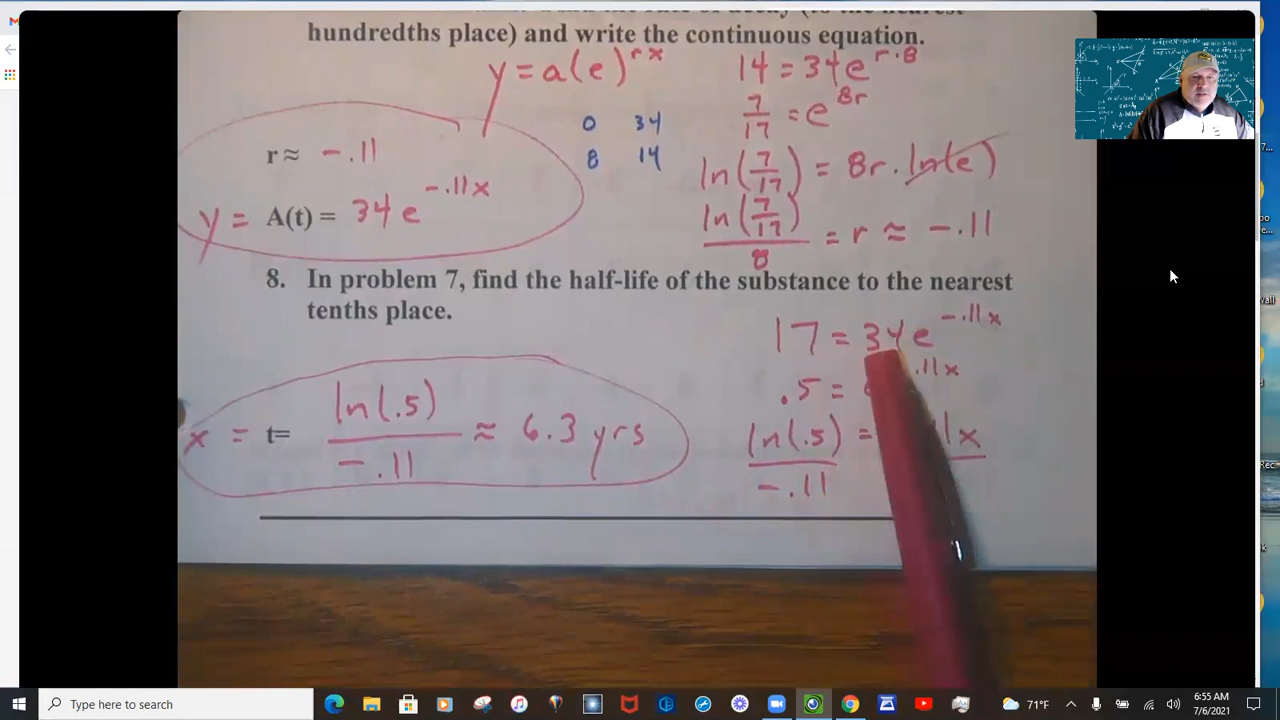 hundredths place) and write the continuous equation.
y = a(e)^{rx}
14 = 34e^{r·8}
7/17 = e^{8r}
0 34
8 14
r ≈ -.11
ln(7/17) = 8r · ln(e)
y = A(t) = 34e^{-.11x}
ln(7/17)/8 = r ≈ -.11
8. In problem 7, find the half-life of the substance to the nearest
tenths place.
17 = 34e^{-.11x}
.5 = .11x
x = t= ln(.5)/-.11 ≈ 6.3 yrs
ln(.5) = x
-.11
Type here to search
71°F
6:55 AM
7/6/2021